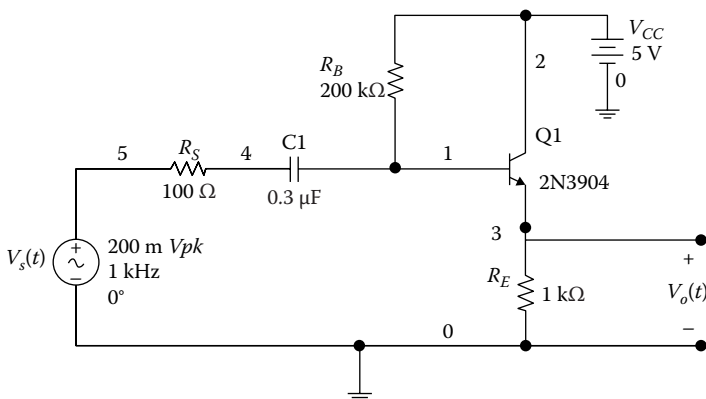 V_CC
5 V
2
0
R_B
200 kΩ
Q1
5
R_S
4
C1
1
100 Ω
0.3 µF
2N3904
3
V_s(t)
+
−
200 m Vpk
1 kHz
0°
R_E
1 kΩ
+
V_o(t)
−
0